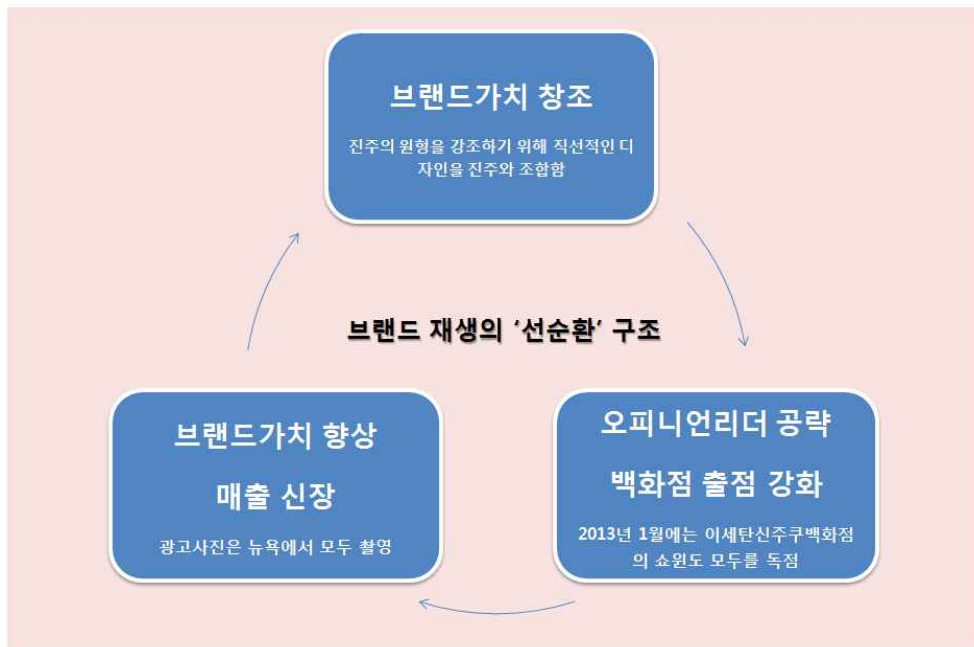 브랜드가치 창조
진주의 원형을 강조하기 위해 직선적인 디
자인을 진주와 조합함
브랜드 재생의 ‘선순환’ 구조
브랜드가치 향상
매출 신장
광고사진은 뉴욕에서 모두 촬영
오피니언리더 공략
백화점 출점 강화
2013년 1월에는 이세탄신주쿠백화점
의 쇼윈도 모두를 독점